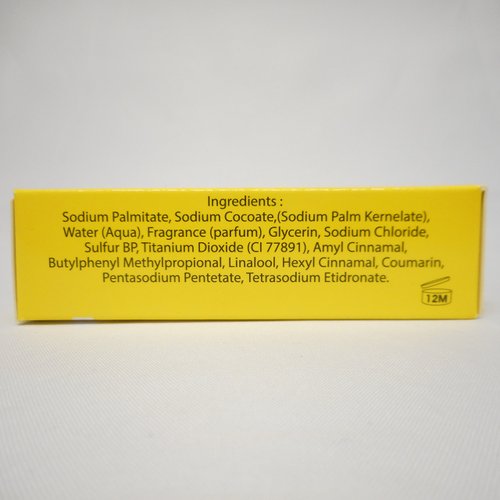 Ingredients :
Sodium Palmitate, Sodium Cocoate,(Sodium Palm Kernelate),
Water (Aqua), Fragrance (parfum), Glycerin, Sodium Chloride,
Sulfur BP, Titanium Dioxide (CI 77891), Amyl Cinnamal,
Butylphenyl Methylpropional, Linalool, Hexyl Cinnamal, Coumarin,
Pentasodium Pentetate, Tetrasodium Etidronate.
12M